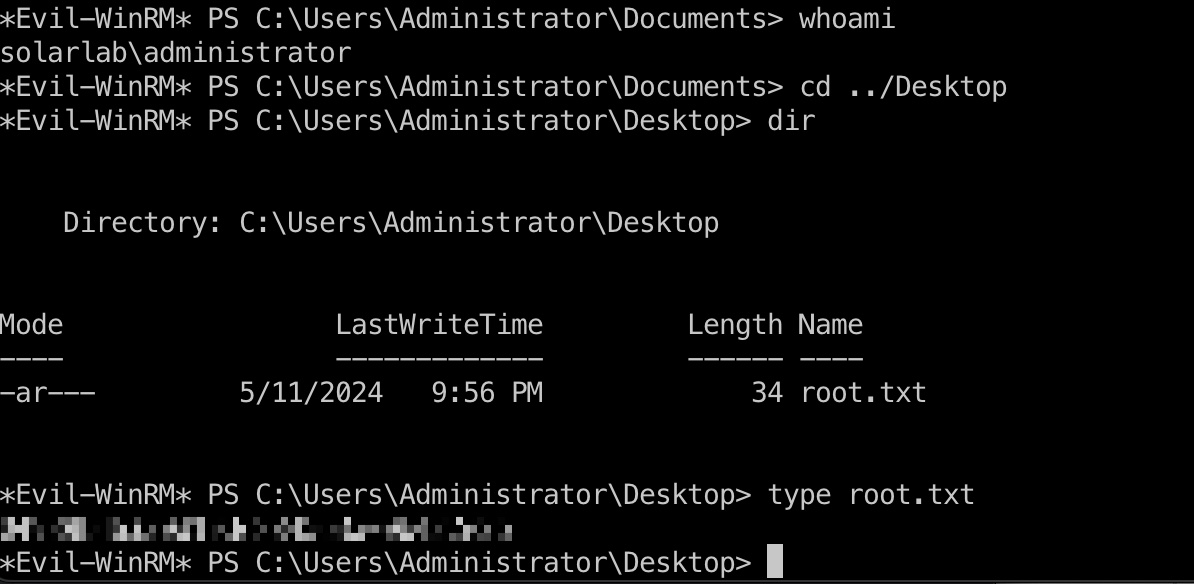 *Evil-WinRM* PS C:\Users\Administrator\Documents> whoami
solarlab\administrator
*Evil-WinRM* PS C:\Users\Administrator\Documents> cd ../Desktop
*Evil-WinRM* PS C:\Users\Administrator\Desktop> dir
Directory: C:\Users\Administrator\Desktop
Mode                 LastWriteTime         Length Name
----                 -------------         ------ ----
-ar---         5/11/2024   9:56 PM             34 root.txt
*Evil-WinRM* PS C:\Users\Administrator\Desktop> type root.txt
*Evil-WinRM* PS C:\Users\Administrator\Desktop>